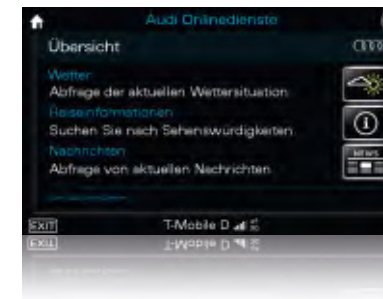 Audi Onlinedienste
Übersicht
Wetter
Abfrage der aktuellen Wettersituation
Reiseinformationen
Suchen Sie nach Sehenswürdigkeiten
Nachrichten
Abfrage von aktuellen Nachrichten
NEWS
EXIT
T-Mobile D